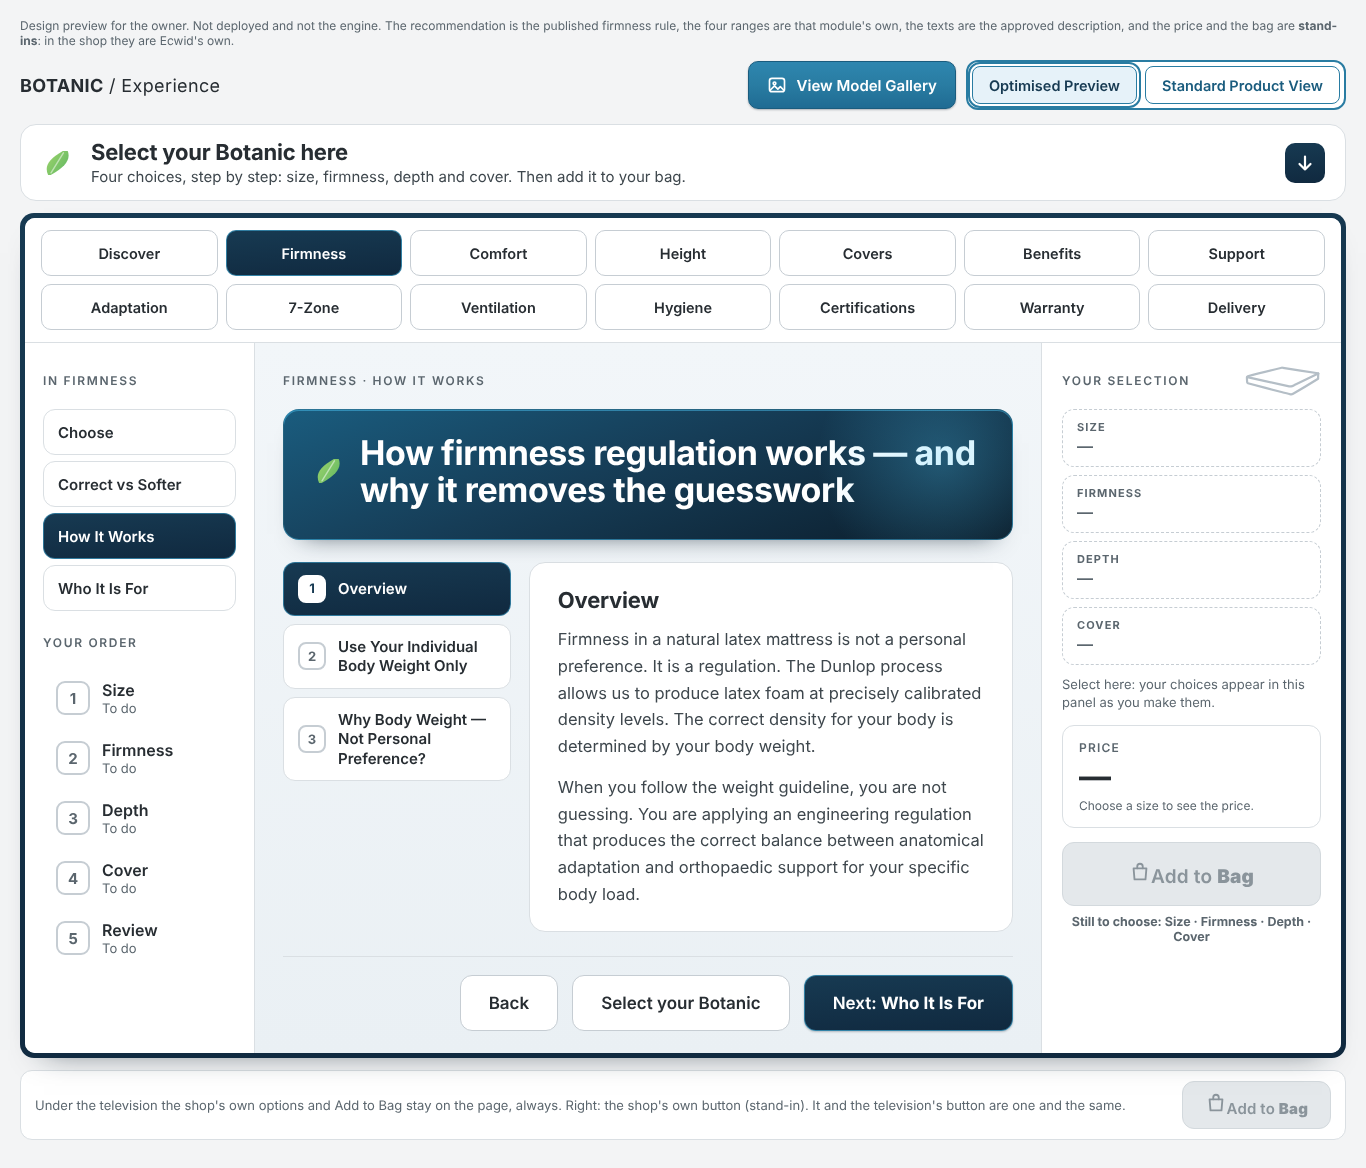 Design preview for the owner. Not deployed and not the engine. The recommendation is the published firmness rule, the four ranges are that module's own, the texts are the approved description, and the price and the bag are stand-
ins: in the shop they are Ecwid's own.
BOTANIC / Experience
View Model Gallery
Optimised Preview
Standard Product View
Select your Botanic here
Four choices, step by step: size, firmness, depth and cover. Then add it to your bag.
Discover
Firmness
Comfort
Height
Covers
Benefits
Support
Adaptation
7-Zone
Ventilation
Hygiene
Certifications
Warranty
Delivery
IN FIRMNESS
Choose
Correct vs Softer
How It Works
Who It Is For
YOUR ORDER
1
Size
To do
2
Firmness
To do
3
Depth
To do
4
Cover
To do
5
Review
To do
FIRMNESS · HOW IT WORKS
How firmness regulation works — and
why it removes the guesswork
1
Overview
2
Use Your Individual
Body Weight Only
3
Why Body Weight —
Not Personal
Preference?
Overview
Firmness in a natural latex mattress is not a personal
preference. It is a regulation. The Dunlop process
allows us to produce latex foam at precisely calibrated
density levels. The correct density for your body is
determined by your body weight.
When you follow the weight guideline, you are not
guessing. You are applying an engineering regulation
that produces the correct balance between anatomical
adaptation and orthopaedic support for your specific
body load.
Back
Select your Botanic
Next: Who It Is For
YOUR SELECTION
SIZE
—
FIRMNESS
—
DEPTH
—
COVER
—
Select here: your choices appear in this
panel as you make them.
PRICE
—
Choose a size to see the price.
Add to Bag
Still to choose: Size · Firmness · Depth ·
Cover
Under the television the shop's own options and Add to Bag stay on the page, always. Right: the shop's own button (stand-in). It and the television's button are one and the same.
Add to Bag